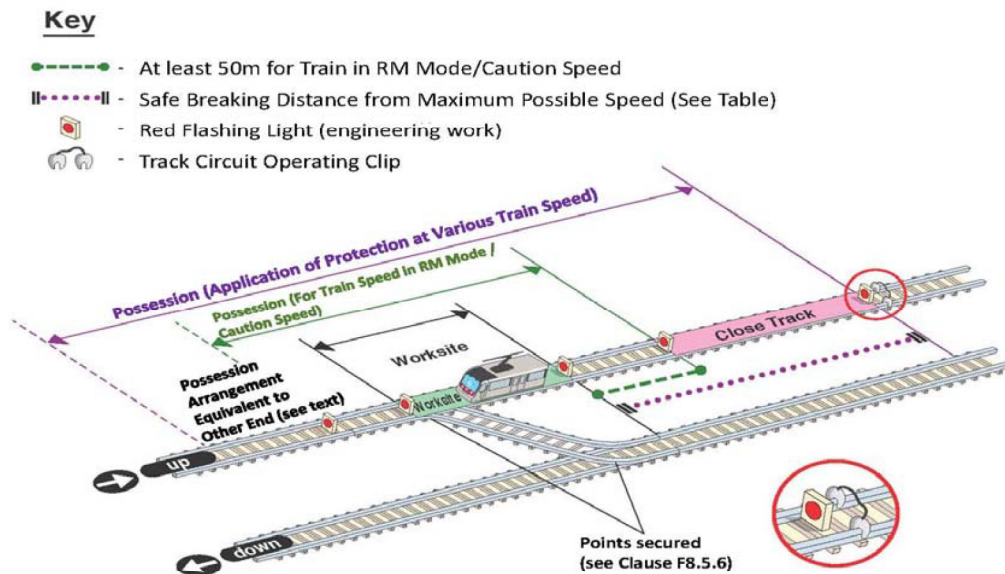 Key
- At least 50m for Train in RM Mode/Caution Speed
- Safe Breaking Distance from Maximum Possible Speed (See Table)
- Red Flashing Light (engineering work)
- Track Circuit Operating Clip
Possession (Application of Protection at Various Train Speed)
Possession (For Train Speed in RM Mode /
Caution Speed)
Worksite
Close Track
Possession
Arrangement
Equivalent to
Other End (see text)
Worksite
up
down
Points secured
(see Clause F8.5.6)